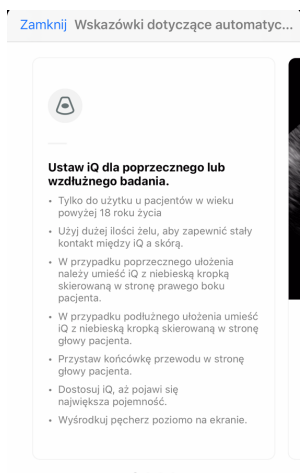 Zamknij Wskazówki dotyczące automatyc...
Ustaw iQ dla poprzecznego lub
wzdłużnego badania.
• Tylko do użytku u pacjentów w wieku
powyżej 18 roku życia
• Użyj dużej ilości żelu, aby zapewnić stały
kontakt między iQ a skórą.
• W przypadku poprzecznego ułożenia
należy umieść iQ z niebieską kropką
skierowaną w stronę prawego boku
pacjenta.
• W przypadku podłużnego ułożenia umieść
iQ z niebieską kropką skierowaną w stronę
głowy pacjenta.
• Przystaw końcówkę przewodu w stronę
głowy pacjenta.
• Dostosuj iQ, aż pojawi się
największa pojemność.
• Wyśrodkuj pęcherz poziomo na ekranie.